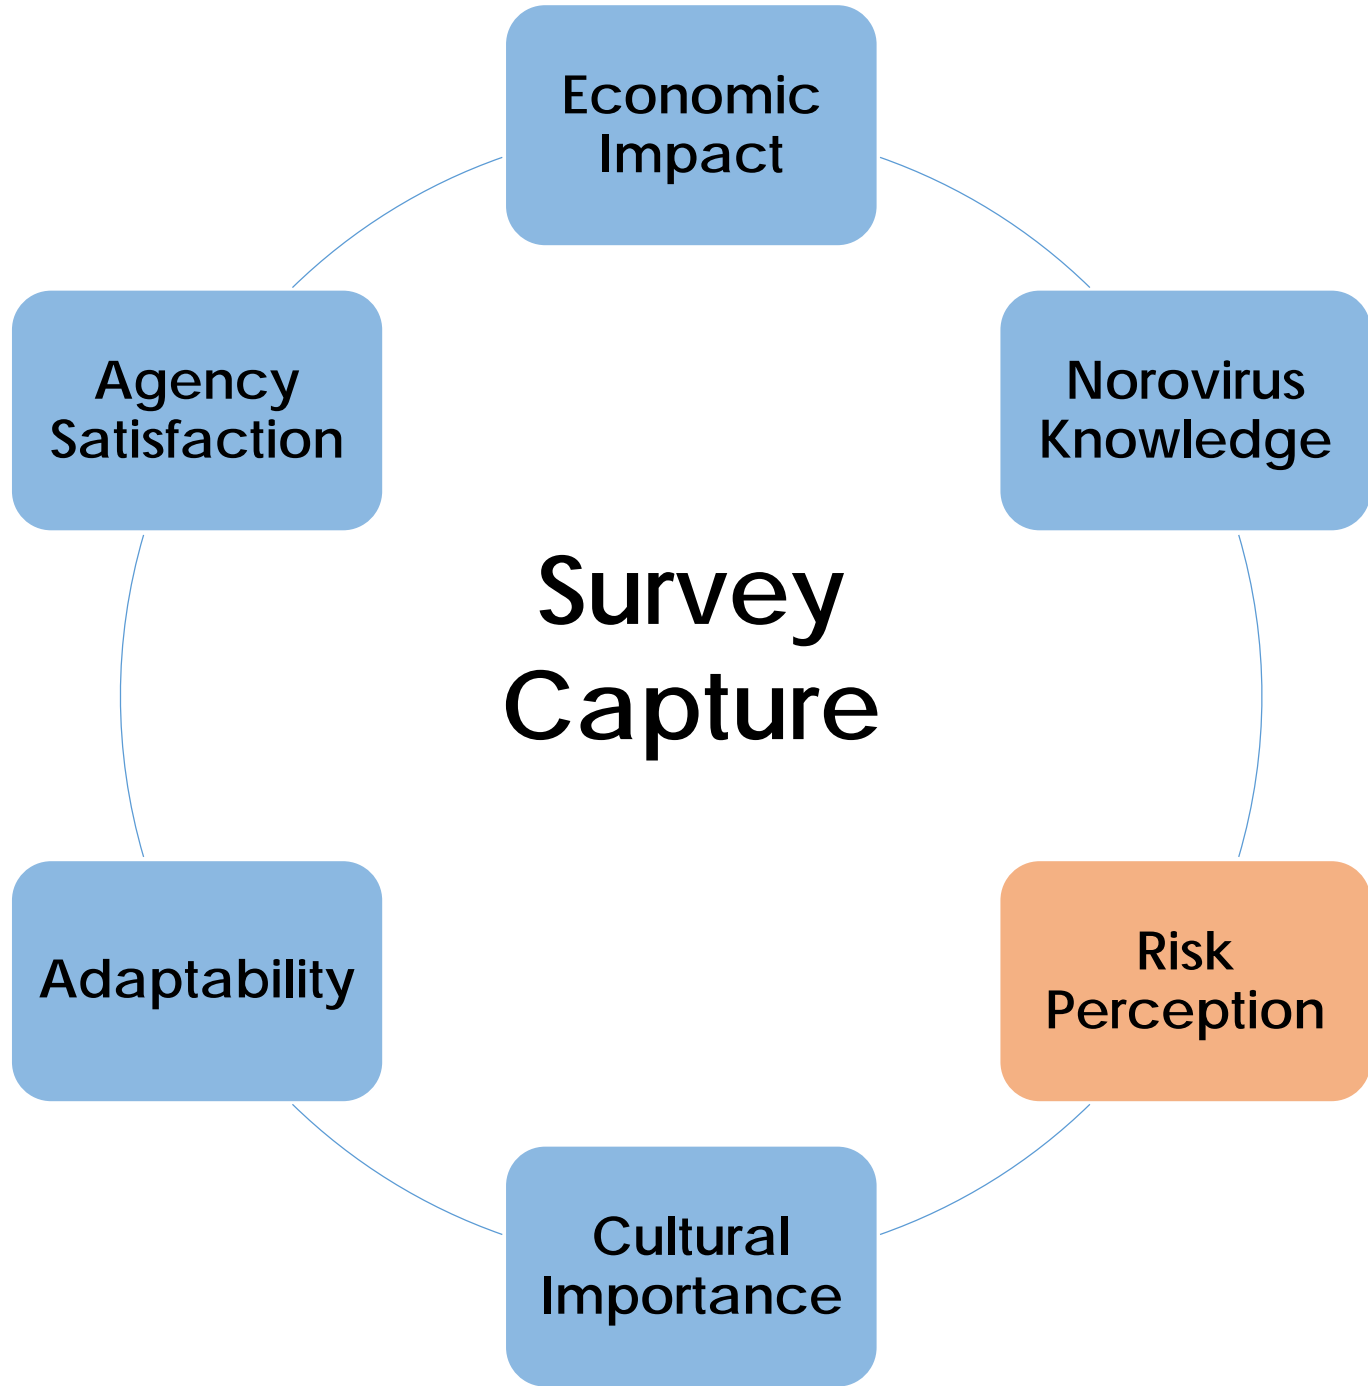 Economic
Impact
Norovirus
Knowledge
Risk
Perception
Cultural
Importance
Adaptability
Agency
Satisfaction
Survey
Capture